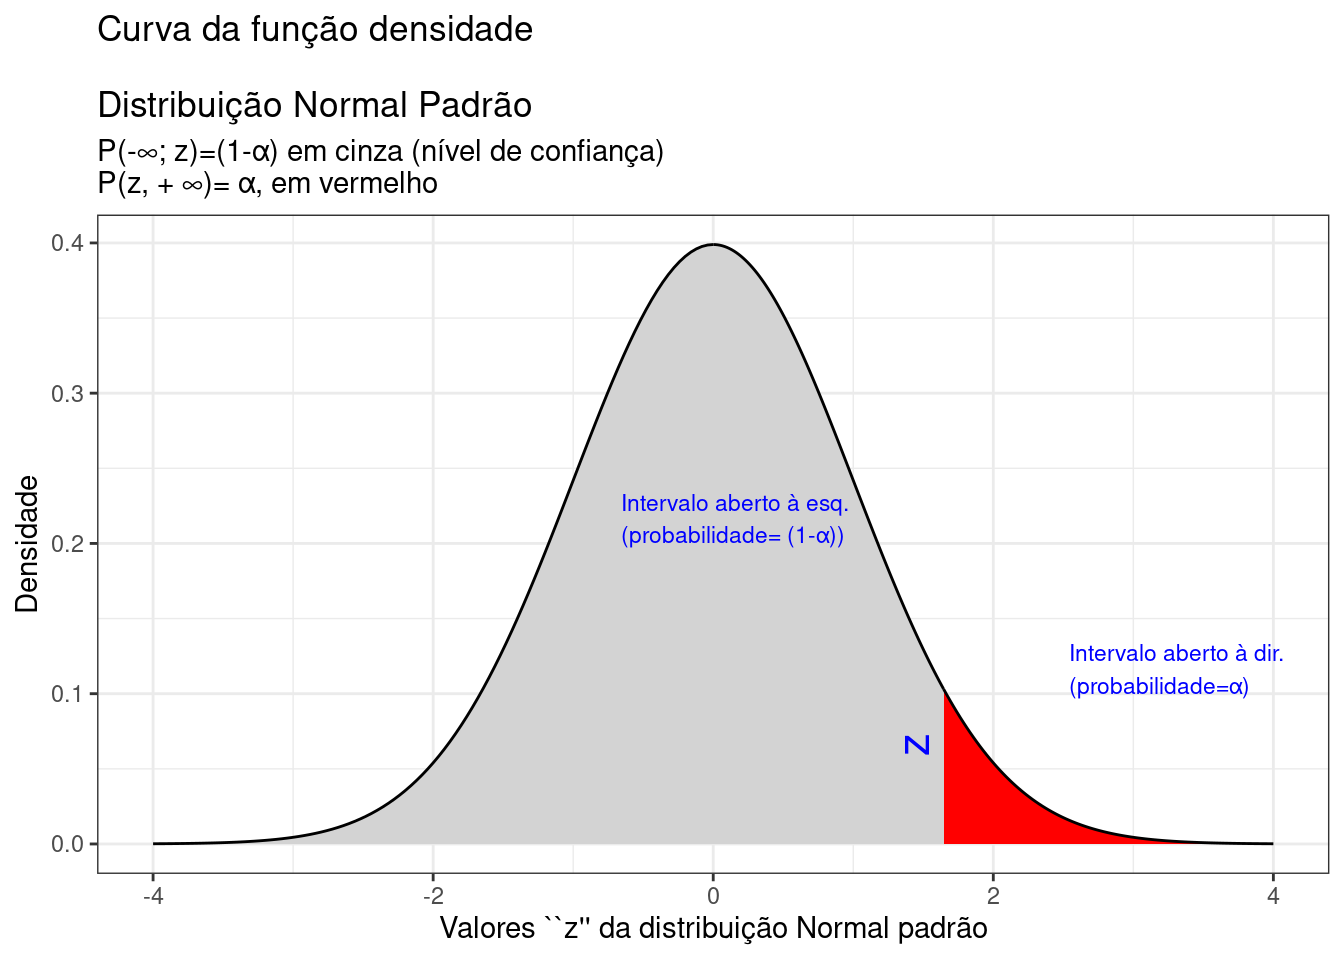 Curva da função densidade
Distribuição Normal Padrão
P(-∞; z)=(1-α) em cinza (nível de confiança)
P(z, + ∞)= α, em vermelho
0.4
0.3
0.2
0.1
0.0
Densidade
Intervalo aberto à esq.
(probabilidade= (1-α))
Intervalo aberto à dir.
(probabilidade=α)
Z
-4
-2
0
2
4
Valores ``z'' da distribuição Normal padrão